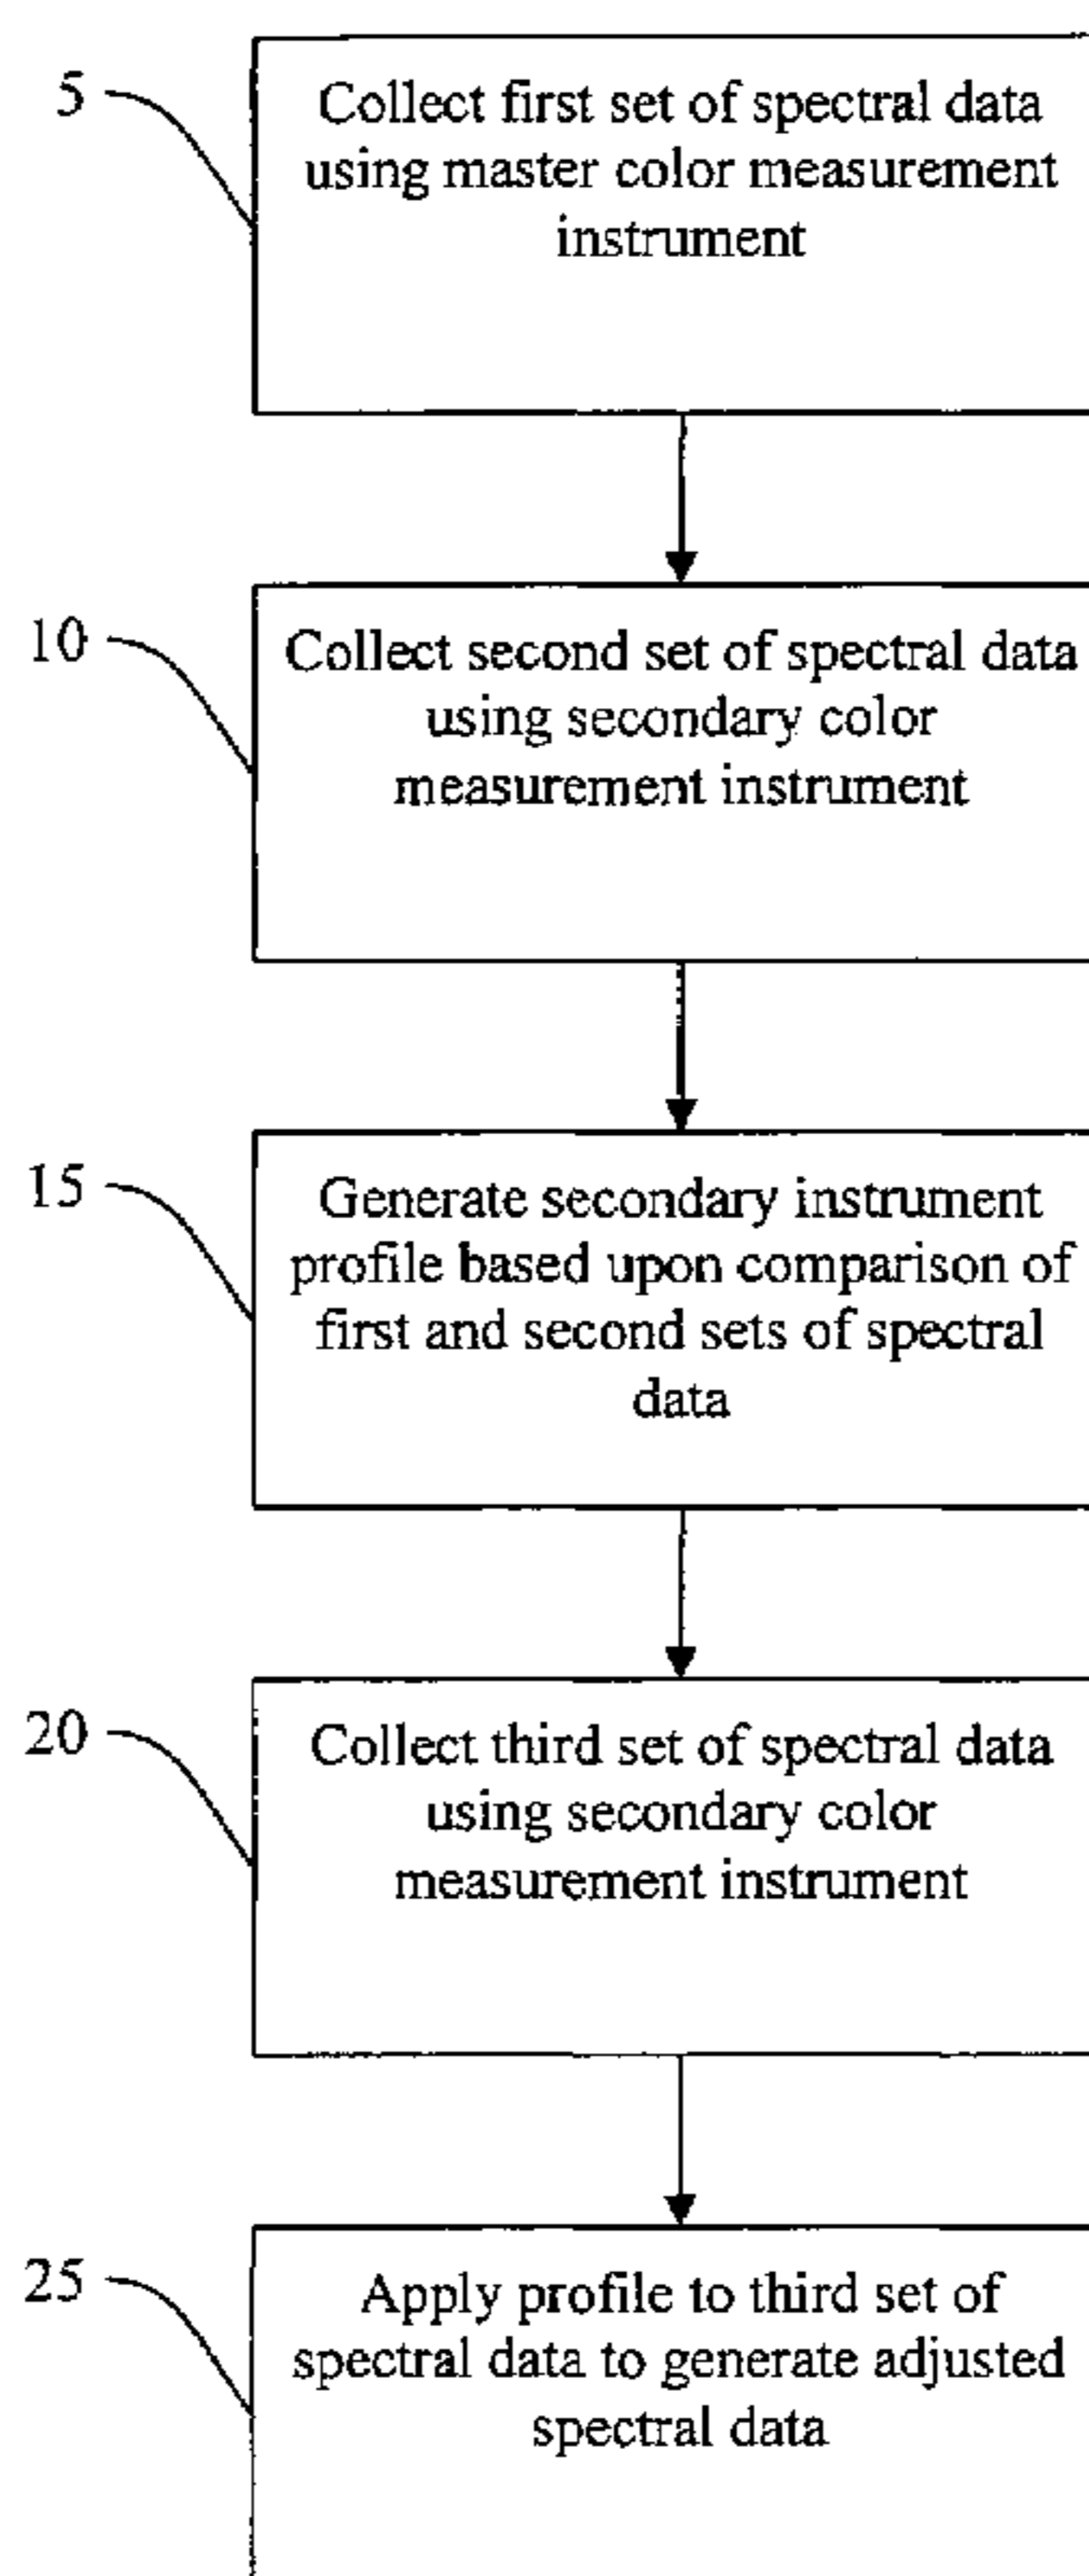 5
Collect first set of spectral data
using master color measurement
instrument
10
Collect second set of spectral data
using secondary color
measurement instrument
15
Generate secondary instrument
profile based upon comparison of
first and second sets of spectral
data
20
Collect third set of spectral data
using secondary color
measurement instrument
25
Apply profile to third set of
spectral data to generate adjusted
spectral data